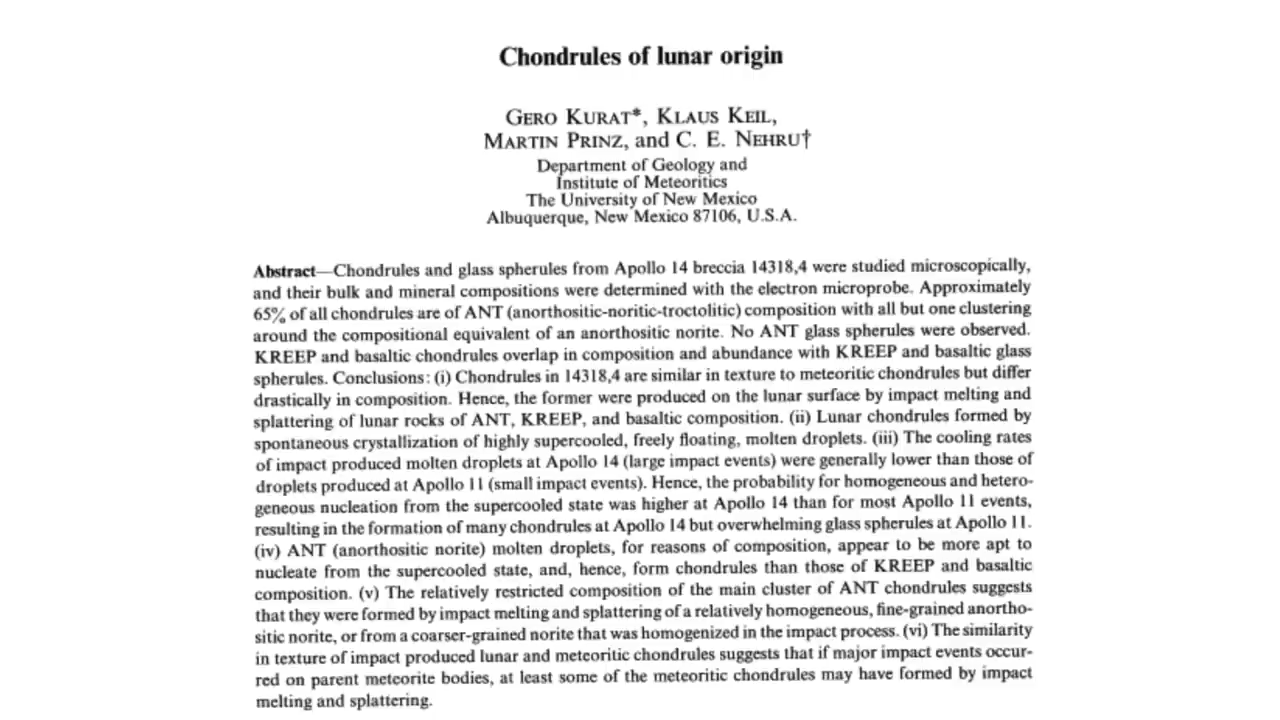 Chondrules of lunar origin
GERO KURAT*, KLAUS KEIL,
MARTIN PRINZ, and C. E. NEHRU†
Department of Geology and
Institute of Meteoritics
The University of New Mexico
Albuquerque, New Mexico 87106, U.S.A.
Abstract—Chondrules and glass spherules from Apollo 14 breccia 14318,4 were studied microscopically,
and their bulk and mineral compositions were determined with the electron microprobe. Approximately
65% of all chondrules are of ANT (anorthositic-noritic-troctolitic) composition with all but one clustering
around the compositional equivalent of an anorthositic norite. No ANT glass spherules were observed.
KREEP and basaltic chondrules overlap in composition and abundance with KREEP and basaltic glass
spherules. Conclusions: (i) Chondrules in 14318,4 are similar in texture to meteoritic chondrules but differ
drastically in composition. Hence, the former were produced on the lunar surface by impact melting and
splattering of lunar rocks of ANT, KREEP, and basaltic composition. (ii) Lunar chondrules formed by
spontaneous crystallization of highly supercooled, freely floating, molten droplets. (iii) The cooling rates
of impact produced molten droplets at Apollo 14 (large impact events) were generally lower than those of
droplets produced at Apollo 11 (small impact events). Hence, the probability for homogeneous and hetero-
geneous nucleation from the supercooled state was higher at Apollo 14 than for most Apollo 11 events,
resulting in the formation of many chondrules at Apollo 14 but overwhelming glass spherules at Apollo 11.
(iv) ANT (anorthositic norite) molten droplets, for reasons of composition, appear to be more apt to
nucleate from the supercooled state, and, hence, form chondrules than those of KREEP and basaltic
composition. (v) The relatively restricted composition of the main cluster of ANT chondrules suggests
that they were formed by impact melting and splattering of a relatively homogeneous, fine-grained anortho-
sitic norite, or from a coarser-grained norite that was homogenized in the impact process. (vi) The similarity
in texture of impact produced lunar and meteoritic chondrules suggests that if major impact events occur-
red on parent meteorite bodies, at least some of the meteoritic chondrules may have formed by impact
melting and splattering.